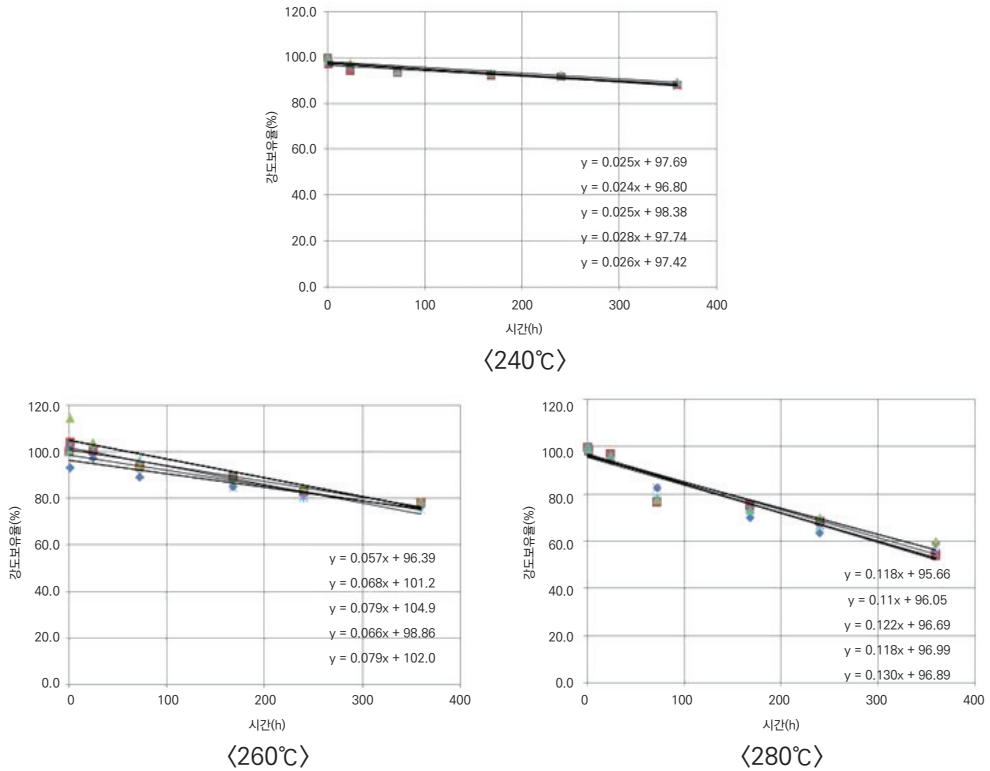 120.0
100.0
80.0
60.0
40.0
20.0
0.0
강도보유율(%)
y = 0.025x + 97.69
y = 0.024x + 96.80
y = 0.025x + 98.38
y = 0.028x + 97.74
y = 0.026x + 97.42
0 100 200 300 400
시간(h)
〈240℃〉
120.0
100.0
80.0
60.0
40.0
20.0
0.0
강도보유율(%)
y = 0.057x + 96.39
y = 0.068x + 101.2
y = 0.079x + 104.9
y = 0.066x + 98.86
y = 0.079x + 102.0
0 100 200 300 400
시간(h)
〈260℃〉
120.0
100.0
80.0
60.0
40.0
20.0
0.0
강도보유율(%)
y = 0.118x + 95.66
y = 0.11x + 96.05
y = 0.122x + 96.69
y = 0.118x + 96.99
y = 0.130x + 96.89
0 100 200 300 400
시간(h)
〈280℃〉